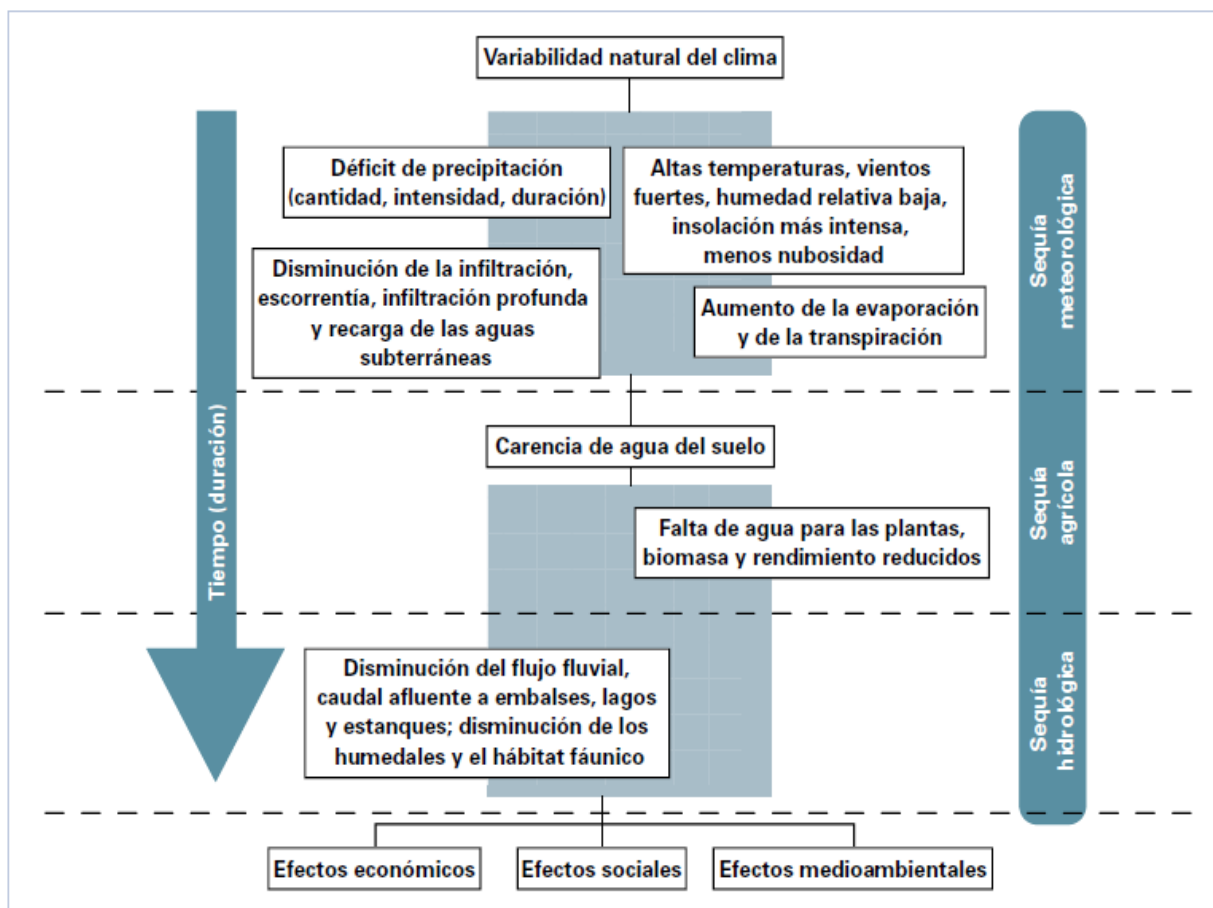 Variabilidad natural del clima
Déficit de precipitación
(cantidad, intensidad, duración)
Altas temperaturas, vientos
fuertes, humedad relativa baja,
insolación más intensa,
menos nubosidad
Disminución de la infiltración,
escorrentía, infiltración profunda
y recarga de las aguas
subterráneas
Aumento de la evaporación
y de la transpiración
Sequía
meteorológica
Tiempo (duración)
Carencia de agua del suelo
Falta de agua para las plantas,
biomasa y rendimiento reducidos
Sequía
agrícola
Disminución del flujo fluvial,
caudal afluente a embalses, lagos
y estanques; disminución de los
humedales y el hábitat fáunico
Sequía
hidrológica
Efectos económicos
Efectos sociales
Efectos medioambientales